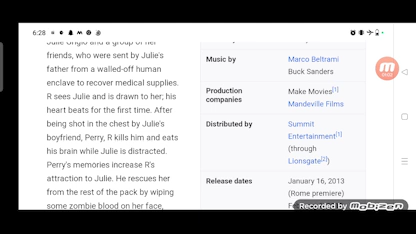 6:28
Julie Grigio and a group of her
friends, who were sent by Julie's
father from a walled-off human
enclave to recover medical supplies.
R sees Julie and is drawn to her; his
heart beats for the first time. After
being shot in the chest by Julie's
boyfriend, Perry, R kills him and eats
his brain while Julie is distracted.
Perry's memories increase R's
attraction to Julie. He rescues her
from the rest of the pack by wiping
some zombie blood on her face,
Music by
Marco Beltrami
Buck Sanders
Production
companies
Make Movies[1]
Mandeville Films
Distributed by
Summit
Entertainment[1]
(through
Lionsgate[2])
Release dates
January 16, 2013
(Rome premiere)
Recorded by
Mobizen